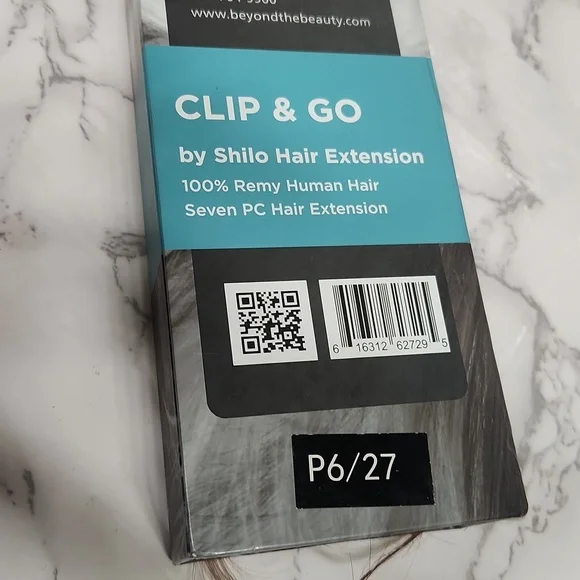 www.beyondthebeauty.com
CLIP & GO
by Shilo Hair Extension
100% Remy Human Hair
Seven PC Hair Extension
6 16312 62729 5
P6/27